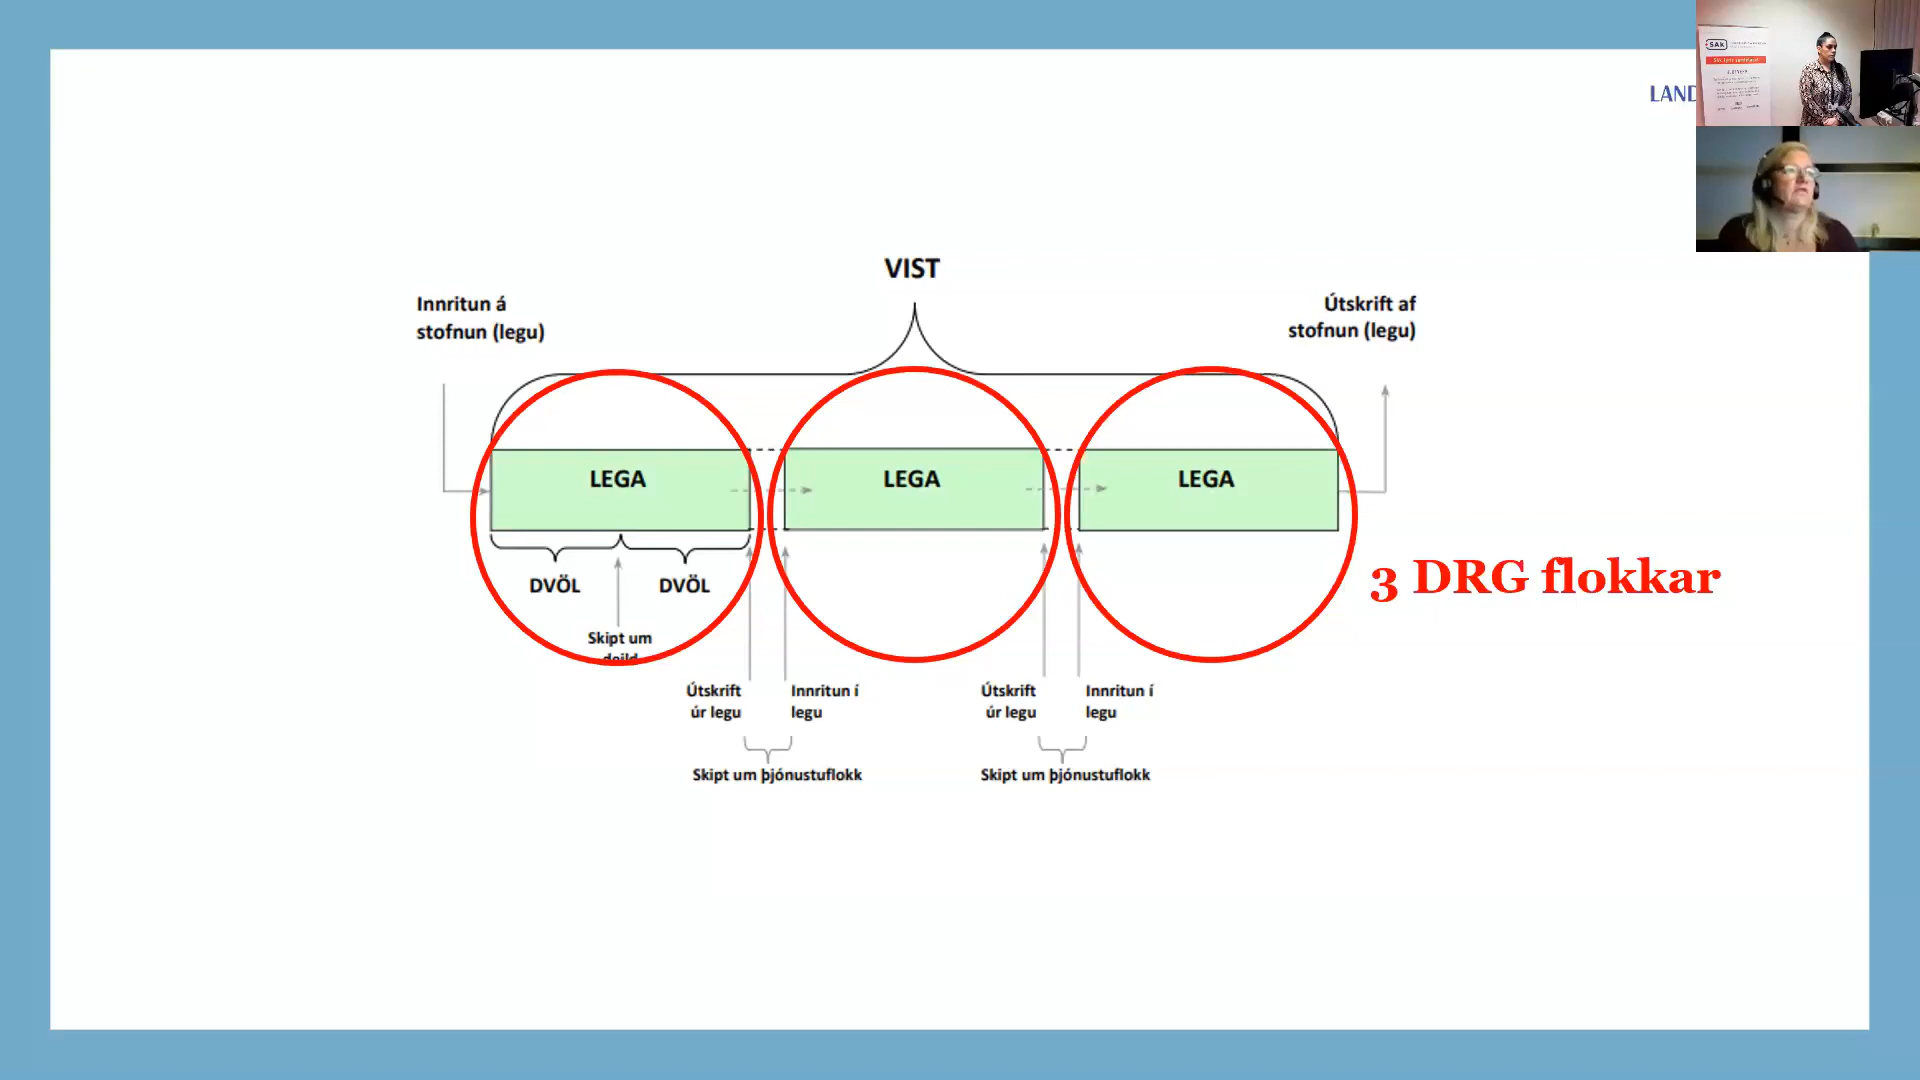 LAND
SAk
VIST
Innritun á
stofnun (legu)
Útskrift af
stofnun (legu)
LEGA
LEGA
LEGA
DVÖL
DVÖL
3 DRG flokkar
Skipt um
deild
Útskrift
úr legu
Innritun í
legu
Útskrift
úr legu
Innritun í
legu
Skipt um þjónustuflokk
Skipt um þjónustuflokk